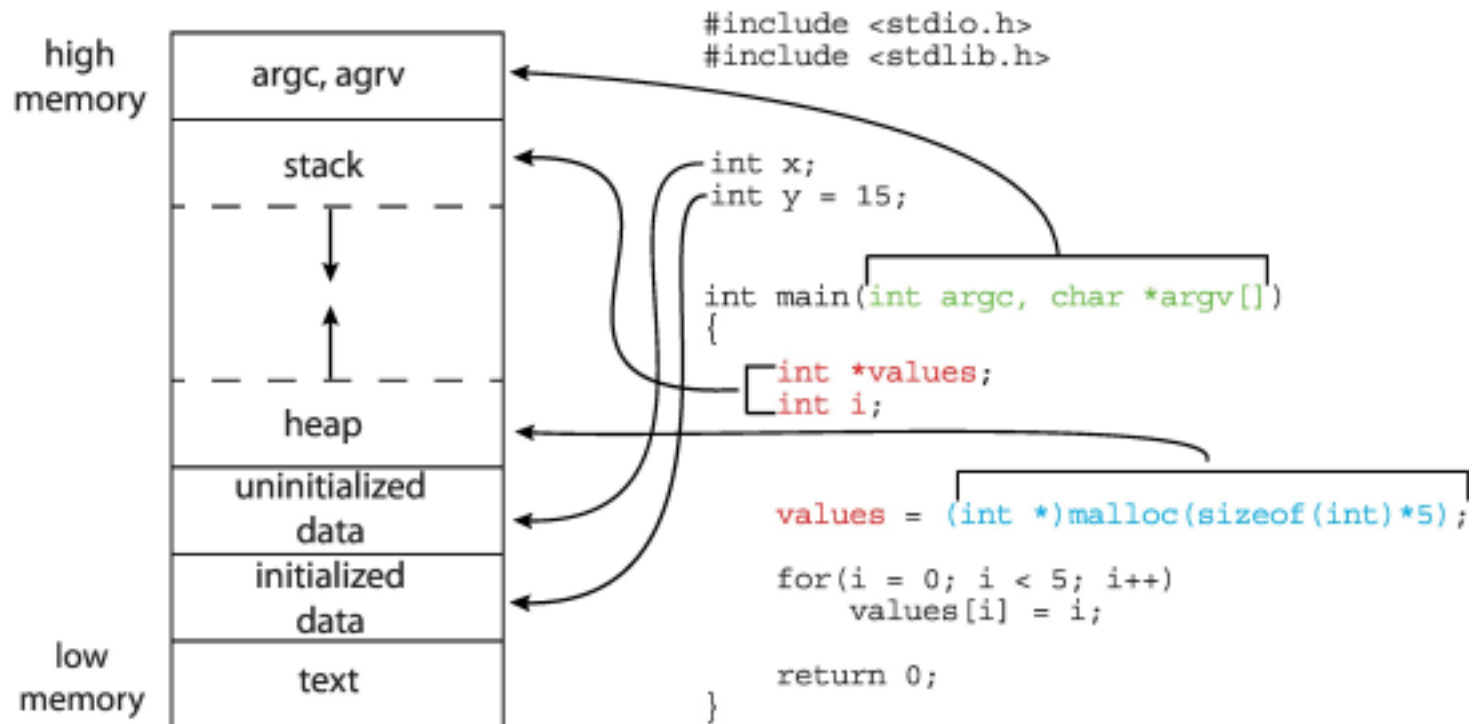 high
memory
argc, agrv
stack
heap
uninitialized
data
initialized
data
low
memory
text
#include <stdio.h>
#include <stdlib.h>
int x;
int y = 15;
int main(int argc, char *argv[])
{
int *values;
int i;
values = (int *)malloc(sizeof(int)*5);
for(i = 0; i < 5; i++)
values[i] = i;
return 0;
}